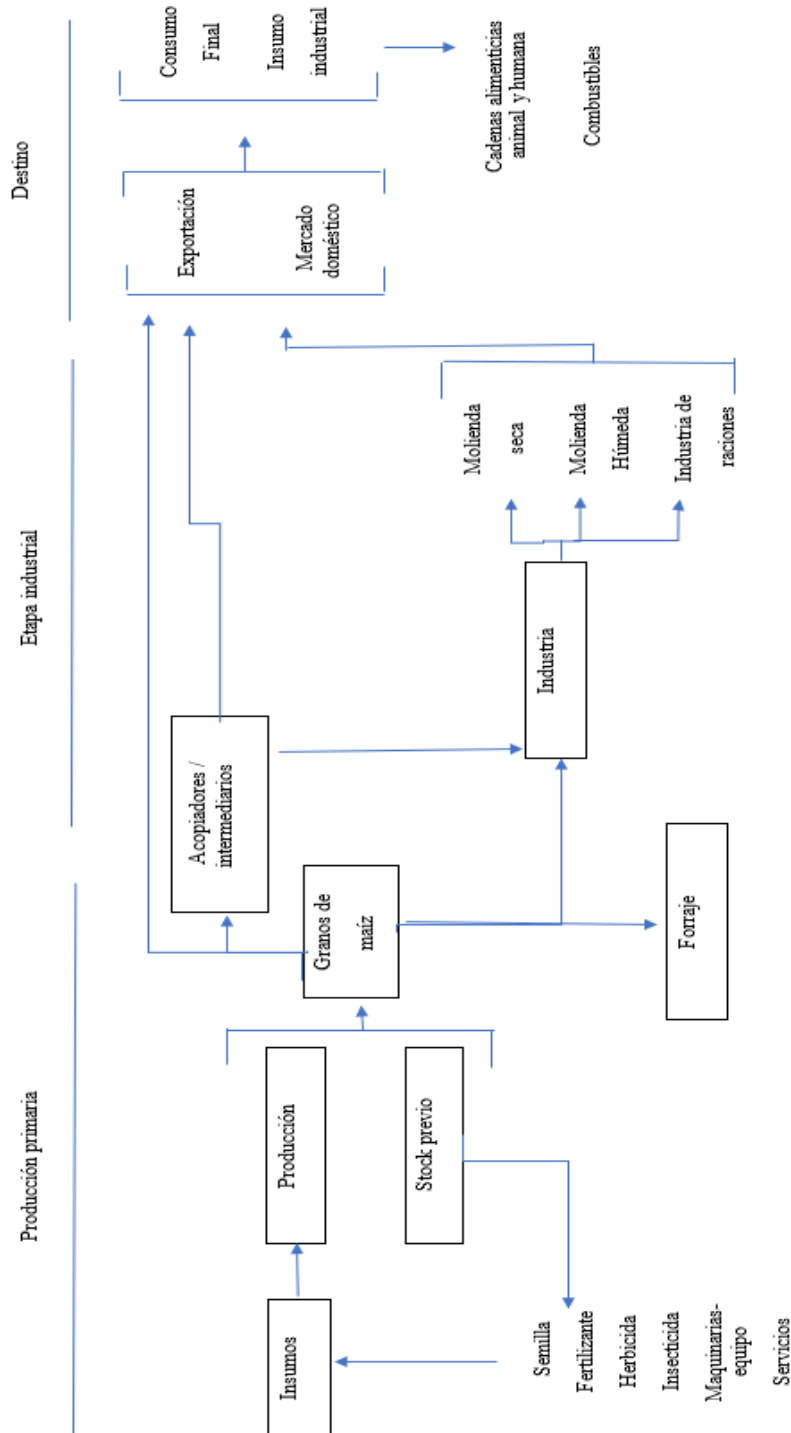 Producción primaria
Etapa industrial
Destino
Insumos
Producción
Stock previo
Semilla
Fertilizante
Herbicida
Insecticida
Maquinarias-
equipo
Servicios
Granos de
maíz
Acopiadores /
intermediarios
Forraje
Industria
Molienda
seca
Molienda
Húmeda
Industria de
raciones
Exportación
Mercado
doméstico
Consumo
Final
Insumo
industrial
Cadenas alimenticias
animal y humana
Combustibles